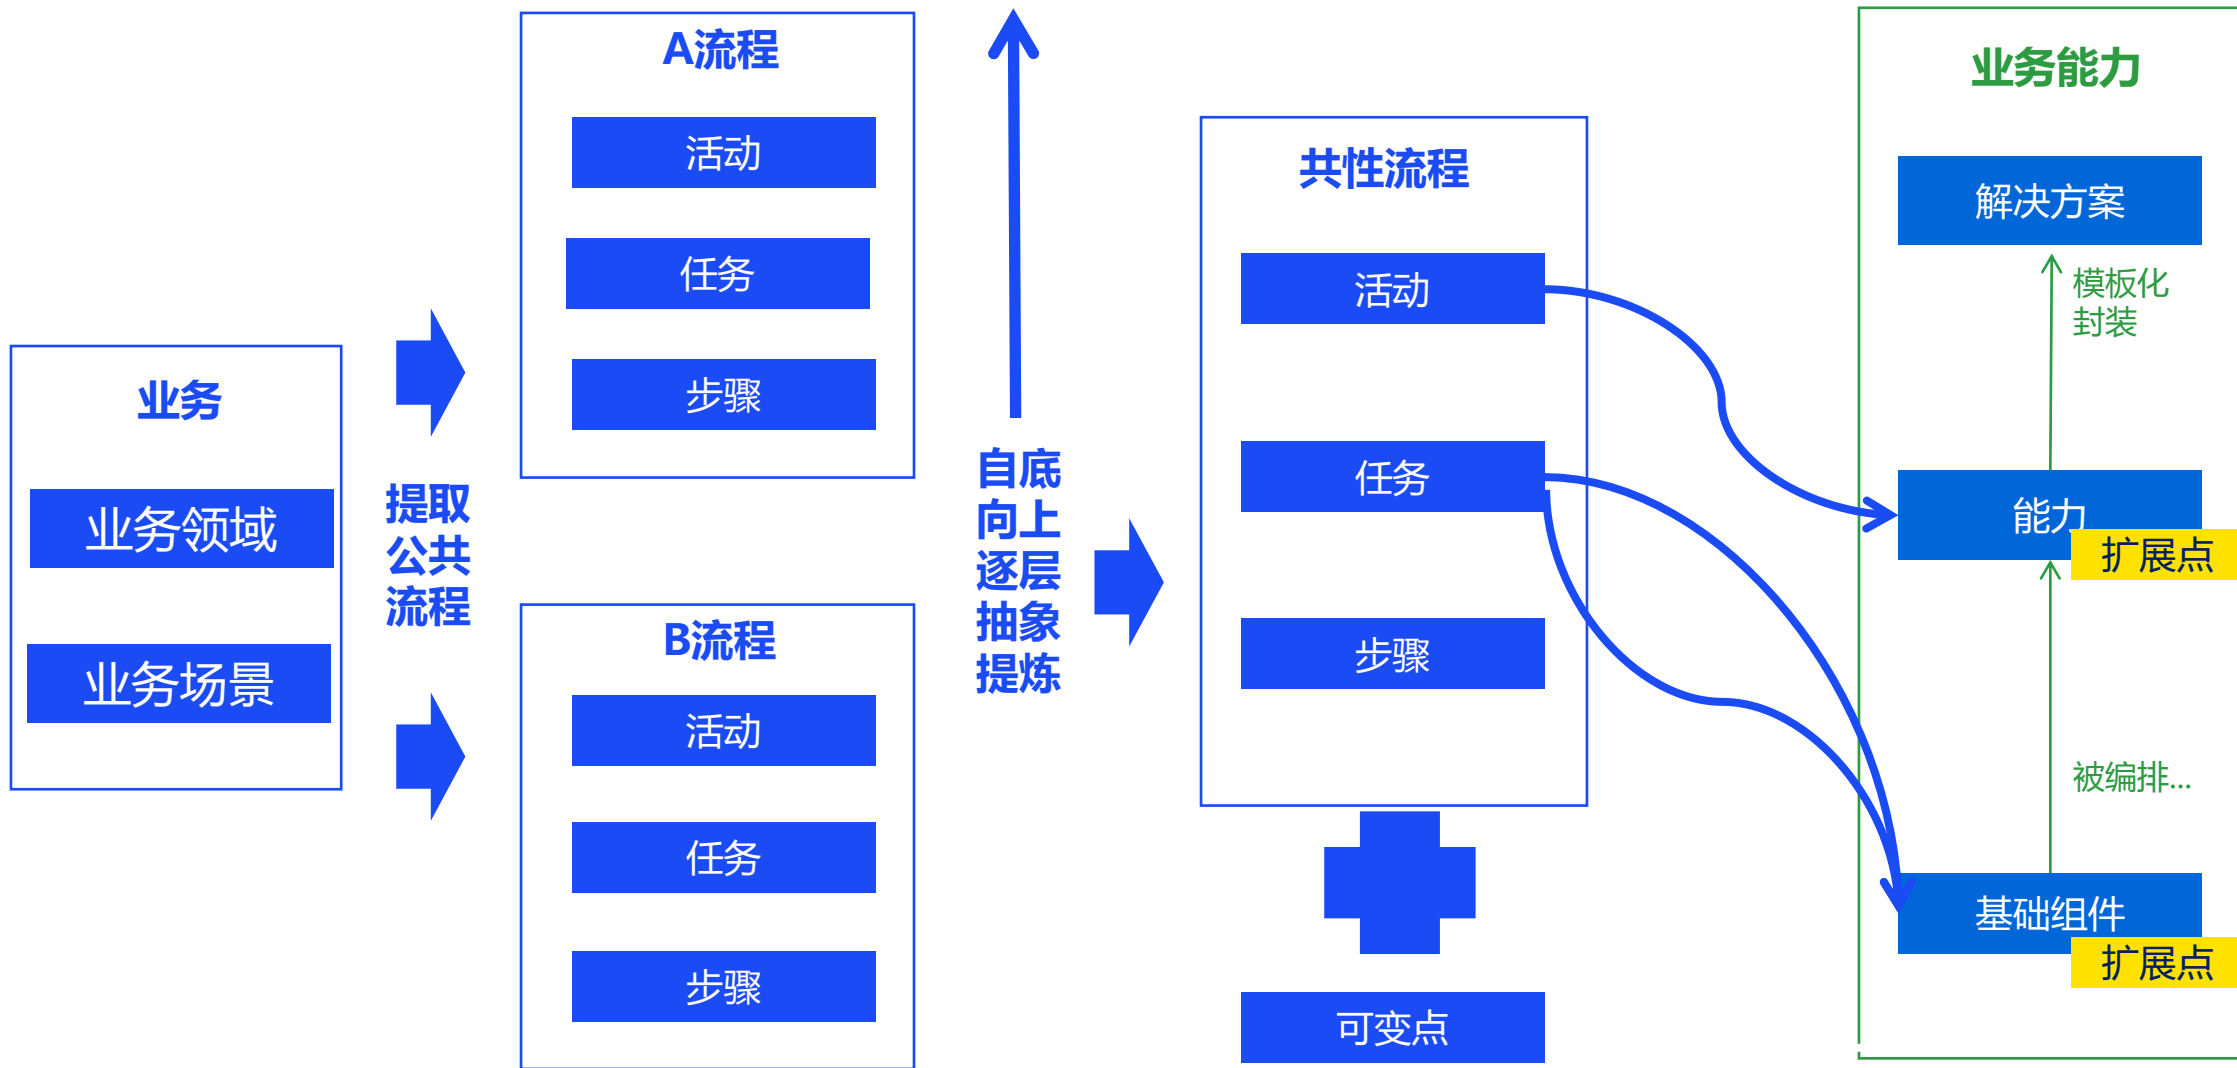 业务
业务领域
业务场景
提取
公共
流程
A流程
活动
任务
步骤
B流程
活动
任务
步骤
自底
向上
逐层
抽象
提炼
共性流程
活动
任务
步骤
可变点
业务能力
解决方案
模板化
封装
能力
扩展点
被编排...
基础组件
扩展点